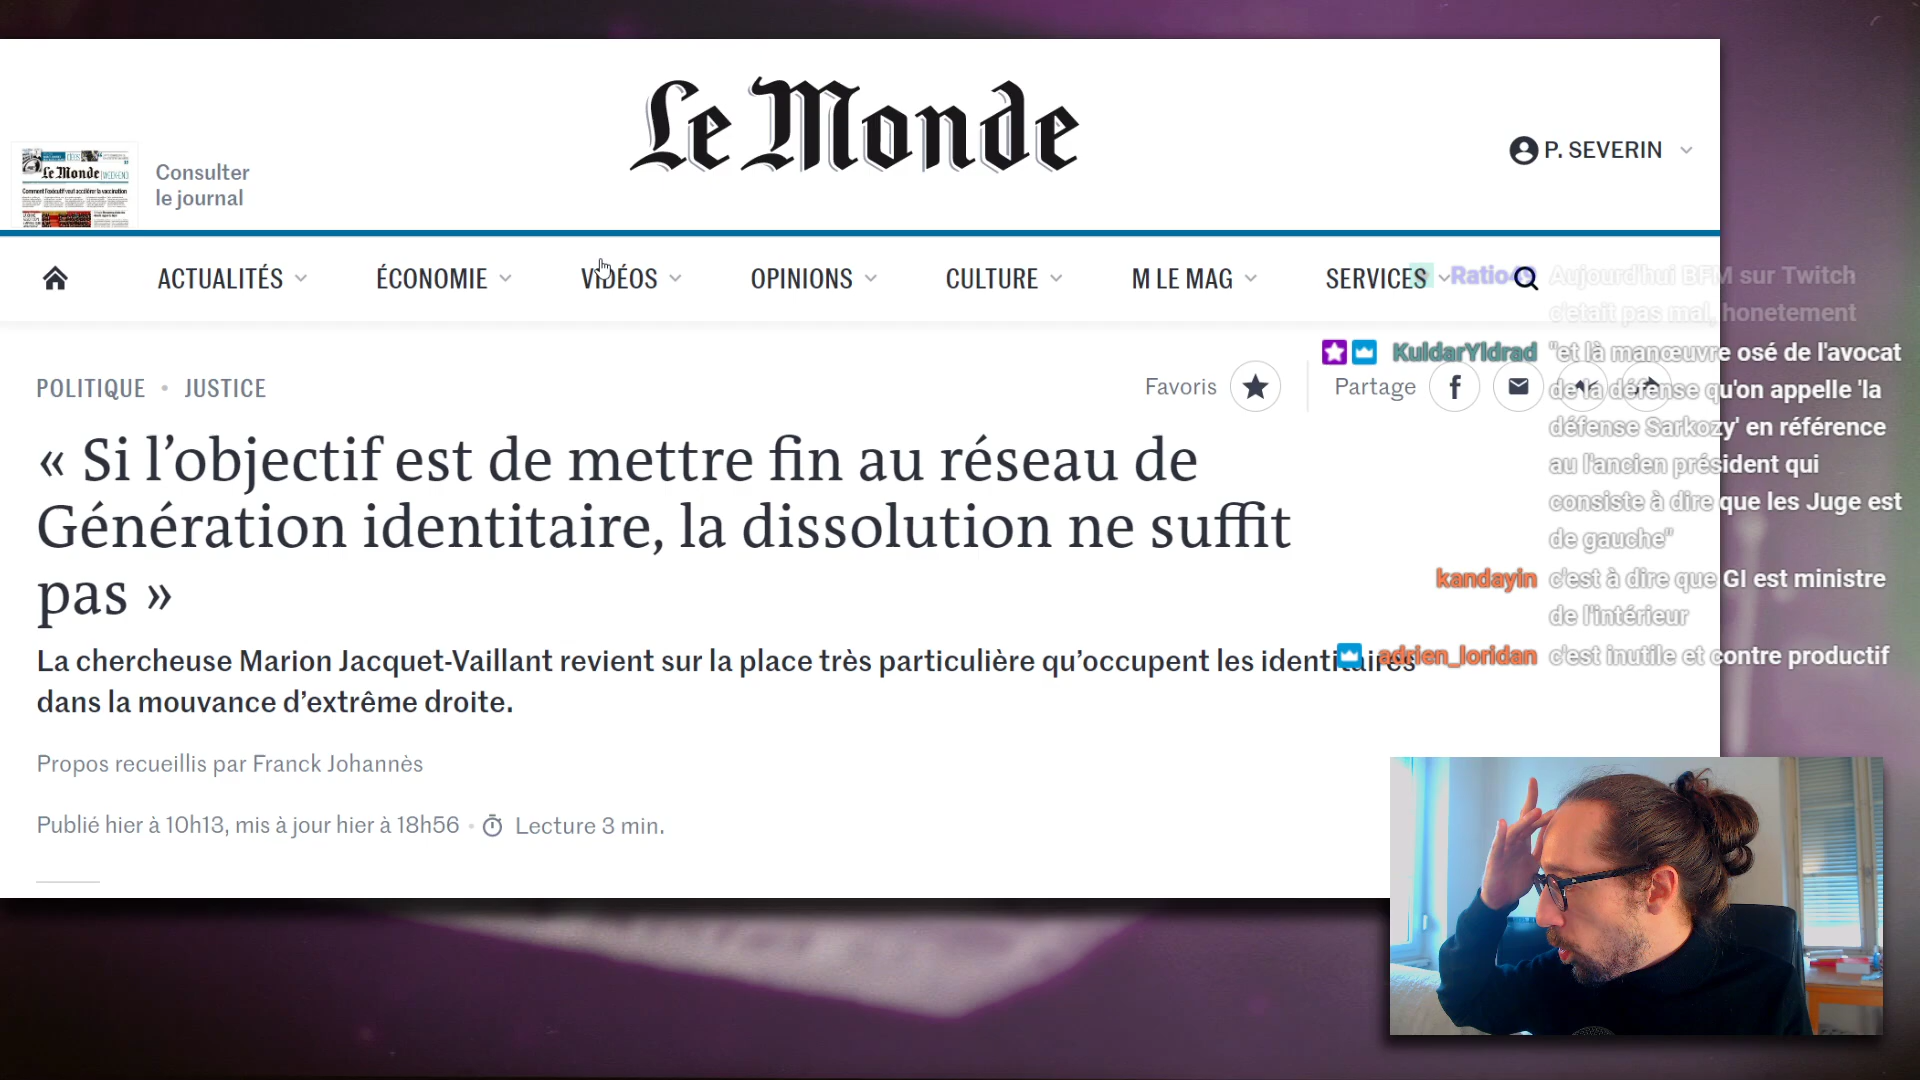 Le Monde
Consulter
le journal
P. SEVERIN
Le Monde
ACTUALITÉS
ÉCONOMIE
VIDÉOS
OPINIONS
CULTURE
M LE MAG
SERVICES
POLITIQUE • JUSTICE
Favoris
Partage
« Si l’objectif est de mettre fin au réseau de
Génération identitaire, la dissolution ne suffit
pas »
La chercheuse Marion Jacquet-Vaillant revient sur la place très particulière qu’occupent les identitaires
dans la mouvance d’extrême droite.
Propos recueillis par Franck Johannès
Publié hier à 10h13, mis à jour hier à 18h56 • Lecture 3 min.
Aujourd'hui BFM sur Twitch
c'etait pas mal, honetement
KuldarYldrad "et là manœuvre osé de l'avocat
de la défense qu'on appelle 'la
défense Sarkozy' en référence
au l'ancien président qui
consiste à dire que les Juge est
de gauche"
kandayin c'est à dire que GI est ministre
de l'intérieur
adrien_loridan c'est inutile et contre productif